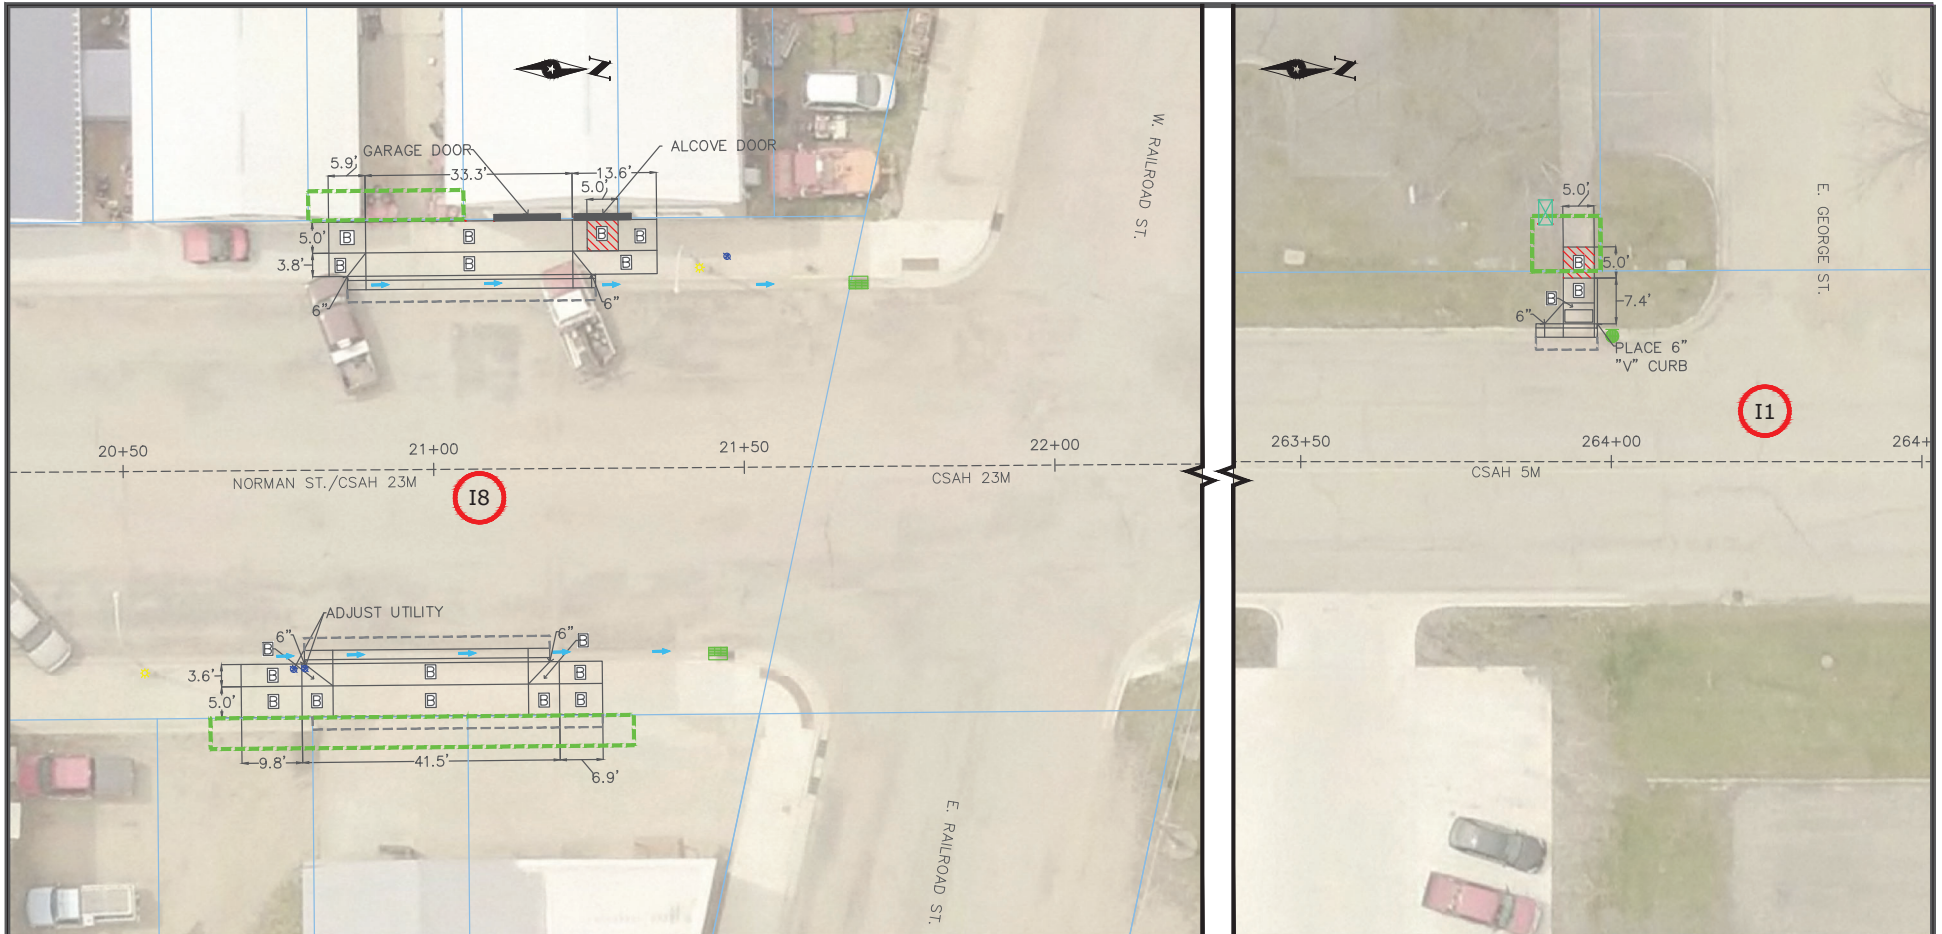 N
N
GARAGE DOOR
ALCOVE DOOR
W. RAILROAD ST.
5.9'
33.3'
13.6'
5.0'
5.0'
B
B
B
B
3.8'
B
B
B
6"
6"
5.0'
E. GEORGE ST.
B
5.0'
B
B
7.4'
6"
PLACE 6"
"V" CURB
I1
20+50
21+00
21+50
22+00
263+50
264+00
264+
NORMAN ST./CSAH 23M
CSAH 23M
CSAH 5M
I8
ADJUST UTILITY
B
6"
6"
B
3.6'
B
B
B
5.0'
B
B
B
B
B
9.8'
41.5'
6.9'
E. RAILROAD ST.